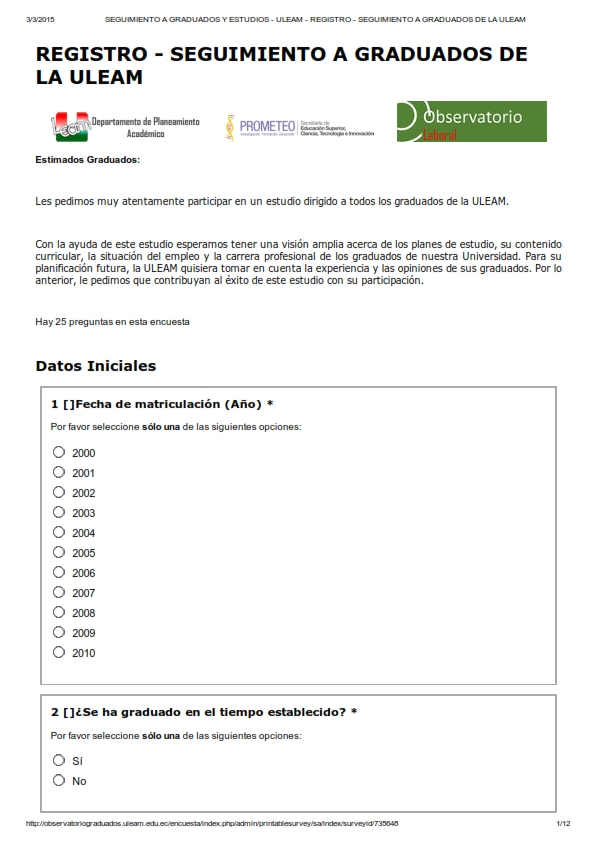 3/3/2015 SEGUIMIENTO A GRADUADOS Y ESTUDIOS - ULEAM - REGISTRO - SEGUIMIENTO A GRADUADOS DE LA ULEAM
REGISTRO - SEGUIMIENTO A GRADUADOS DE
LA ULEAM
Uleam
Departamento de Planeamiento
Académico
PROMETEO
Secretaría de
Educación Superior,
Ciencia, Tecnología e Innovación
Observatorio
Laboral
Estimados Graduados:
Les pedimos muy atentamente participar en un estudio dirigido a todos los graduados de la ULEAM.
Con la ayuda de este estudio esperamos tener una visión amplia acerca de los planes de estudio, su contenido
curricular, la situación del empleo y la carrera profesional de los graduados de nuestra Universidad. Para su
planificación futura, la ULEAM quisiera tomar en cuenta la experiencia y las opiniones de sus graduados. Por lo
anterior, le pedimos que contribuyan al éxito de este estudio con su participación.
Hay 25 preguntas en esta encuesta
Datos Iniciales
1 []Fecha de matriculación (Año) *
Por favor seleccione sólo una de las siguientes opciones:
2000
2001
2002
2003
2004
2005
2006
2007
2008
2009
2010
2 []¿Se ha graduado en el tiempo establecido? *
Por favor seleccione sólo una de las siguientes opciones:
Sí
No
http://observatoriograduados.uleam.edu.ec/encuesta/index.php/admin/printablesurvey/sa/index/surveyid/735648 1/12